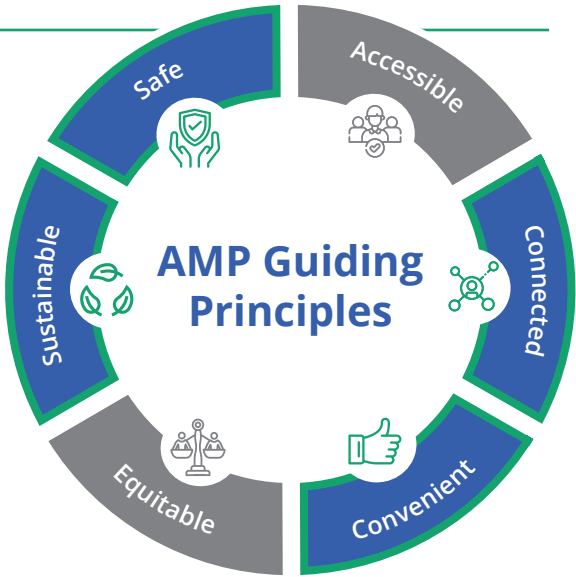 Safe
Accessible
Sustainable
AMP Guiding
Principles
Connected
Equitable
Convenient